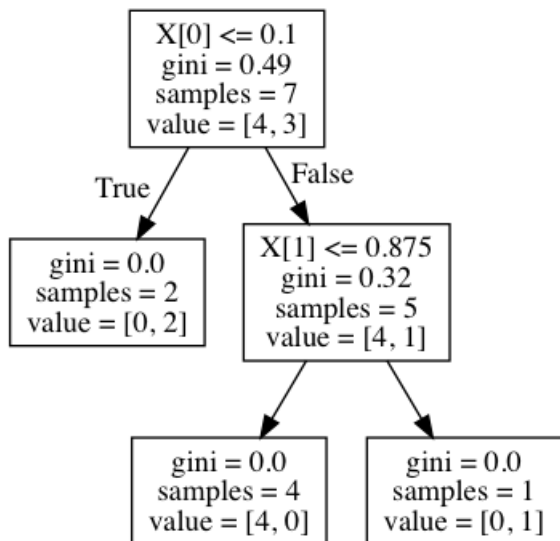 X[0] <= 0.1
gini = 0.49
samples = 7
value = [4, 3]
True
False
gini = 0.0
samples = 2
value = [0, 2]
X[1] <= 0.875
gini = 0.32
samples = 5
value = [4, 1]
gini = 0.0
samples = 4
value = [4, 0]
gini = 0.0
samples = 1
value = [0, 1]